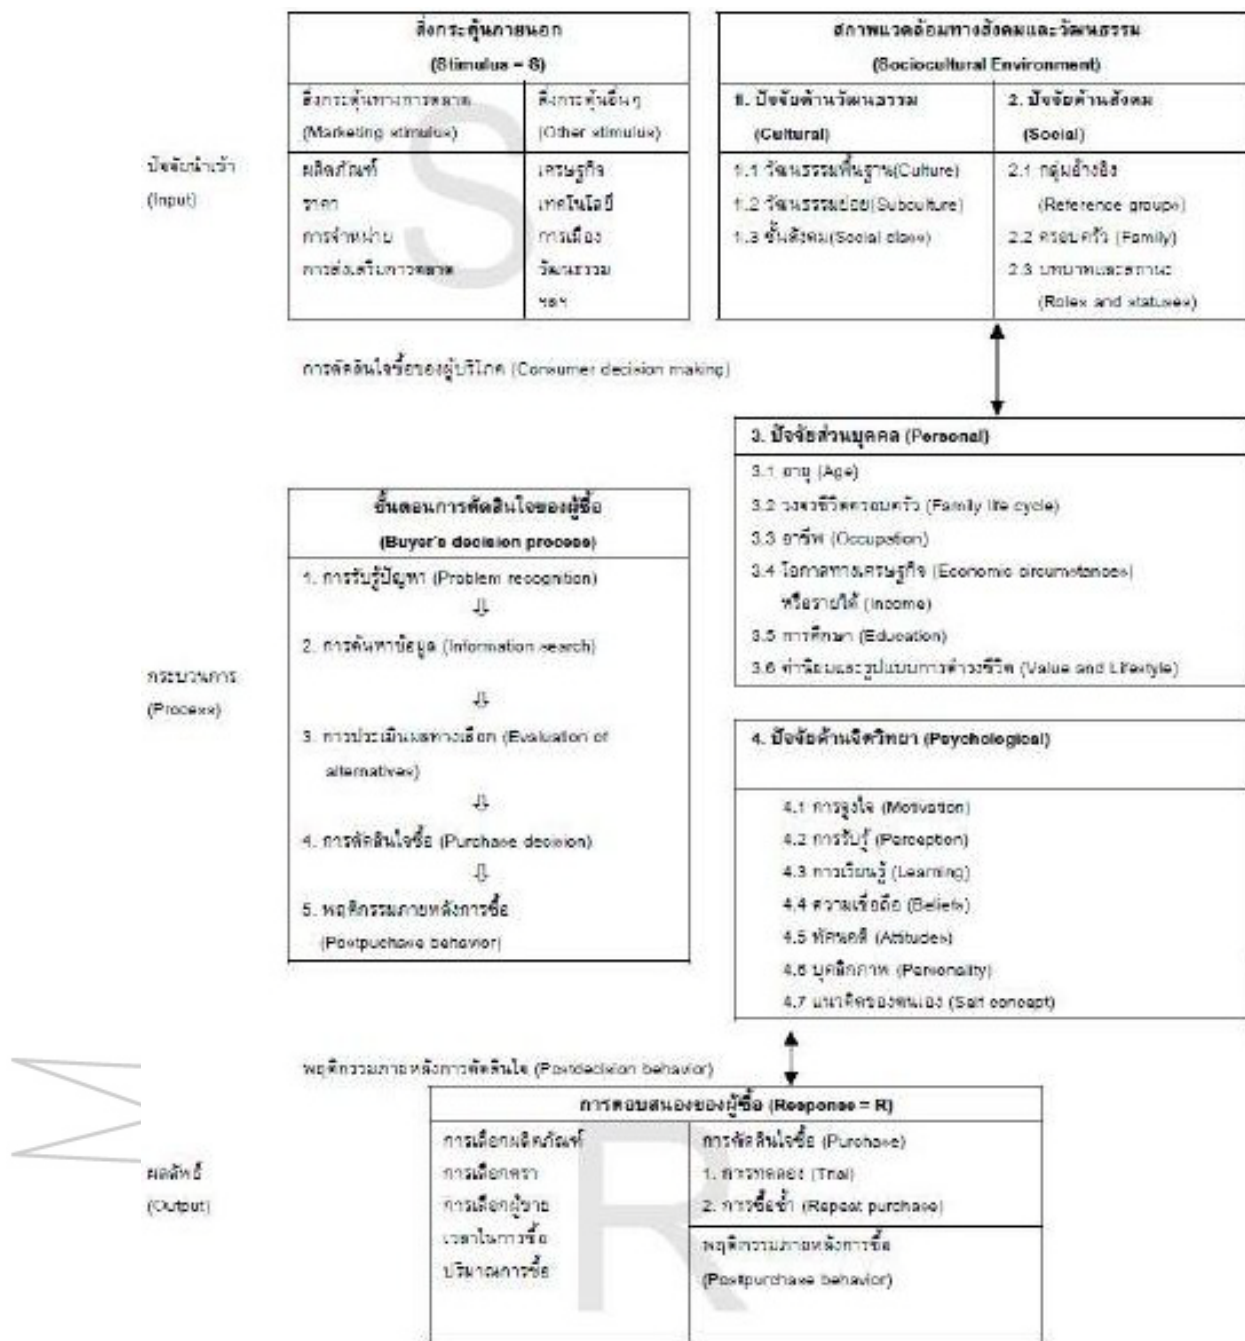 สิ่งกระตุ้นภายนอก
(Stimulus = S)
สิ่งกระตุ้นทางการตลาด
(Marketing stimulus)
สิ่งกระตุ้นอื่นๆ
(Other stimulus)
ผลิตภัณฑ์
ราคา
การจำหน่าย
การส่งเสริมการตลาด
เศรษฐกิจ
เทคโนโลยี
การเมือง
วัฒนธรรม
ฯลฯ
S
สภาพแวดล้อมทางสังคมและวัฒนธรรม
(Sociocultural Environment)
ปัจจัยด้านวัฒนธรรม
(Cultural)
2. ปัจจัยด้านสังคม
(Social)
1.1 วัฒนธรรมพื้นฐาน(Culture)
1.2 วัฒนธรรมย่อย(Subculture)
1.3 ชั้นสังคม(Social class)
2.1 กลุ่มอ้างอิง
(Reference groups)
2.2 ครอบครัว (Family)
2.3 บทบาทและสถานะ
(Roles and statuses)
ปัจจัยนำเข้า
(Input)
การตัดสินใจซื้อของผู้บริโภค (Consumer decision making)
ขั้นตอนการตัดสินใจของผู้ซื้อ
(Buyer's decision process)
1. การรับรู้ปัญหา (Problem recognition)
⇩
2. การค้นหาข้อมูล (Information search)
⇩
3. การประเมินผลทางเลือก (Evaluation of
alternatives)
⇩
4. การตัดสินใจซื้อ (Purchase decision)
⇩
5. พฤติกรรมภายหลังการซื้อ
(Postpuchase behavior)
กระบวนการ
(Process)
3. ปัจจัยส่วนบุคคล (Personal)
3.1 อายุ (Age)
3.2 วงจรชีวิตครอบครัว (Family life cycle)
3.3 อาชีพ (Occupation)
3.4 โอกาสทางเศรษฐกิจ (Economic circumstances)
หรือรายได้ (Income)
3.5 การศึกษา (Education)
3.6 ค่านิยมและรูปแบบการดำรงชีวิต (Value and Lifestyle)
4. ปัจจัยด้านจิตวิทยา (Psychological)
4.1 การจูงใจ (Motivation)
4.2 การรับรู้ (Perception)
4.3 การเรียนรู้ (Learning)
4.4 ความเชื่อถือ (Beliefs)
4.5 ทัศนคติ (Attitudes)
4.6 บุคลิกภาพ (Personality)
4.7 แนวคิดของตนเอง (Self concept)
พฤติกรรมภายหลังการตัดสินใจ (Postdecision behavior)
การตอบสนองของผู้ซื้อ (Response = R)
การเลือกผลิตภัณฑ์
การเลือกตรา
การเลือกผู้ขาย
เวลาในการซื้อ
ปริมาณการซื้อ
การตัดสินใจซื้อ (Purchase)
1. การทดลอง (Trial)
2. การซื้อซ้ำ (Repeat purchase)
พฤติกรรมภายหลังการซื้อ
(Postpurchase behavior)
R
ผลลัพธ์
(Output)